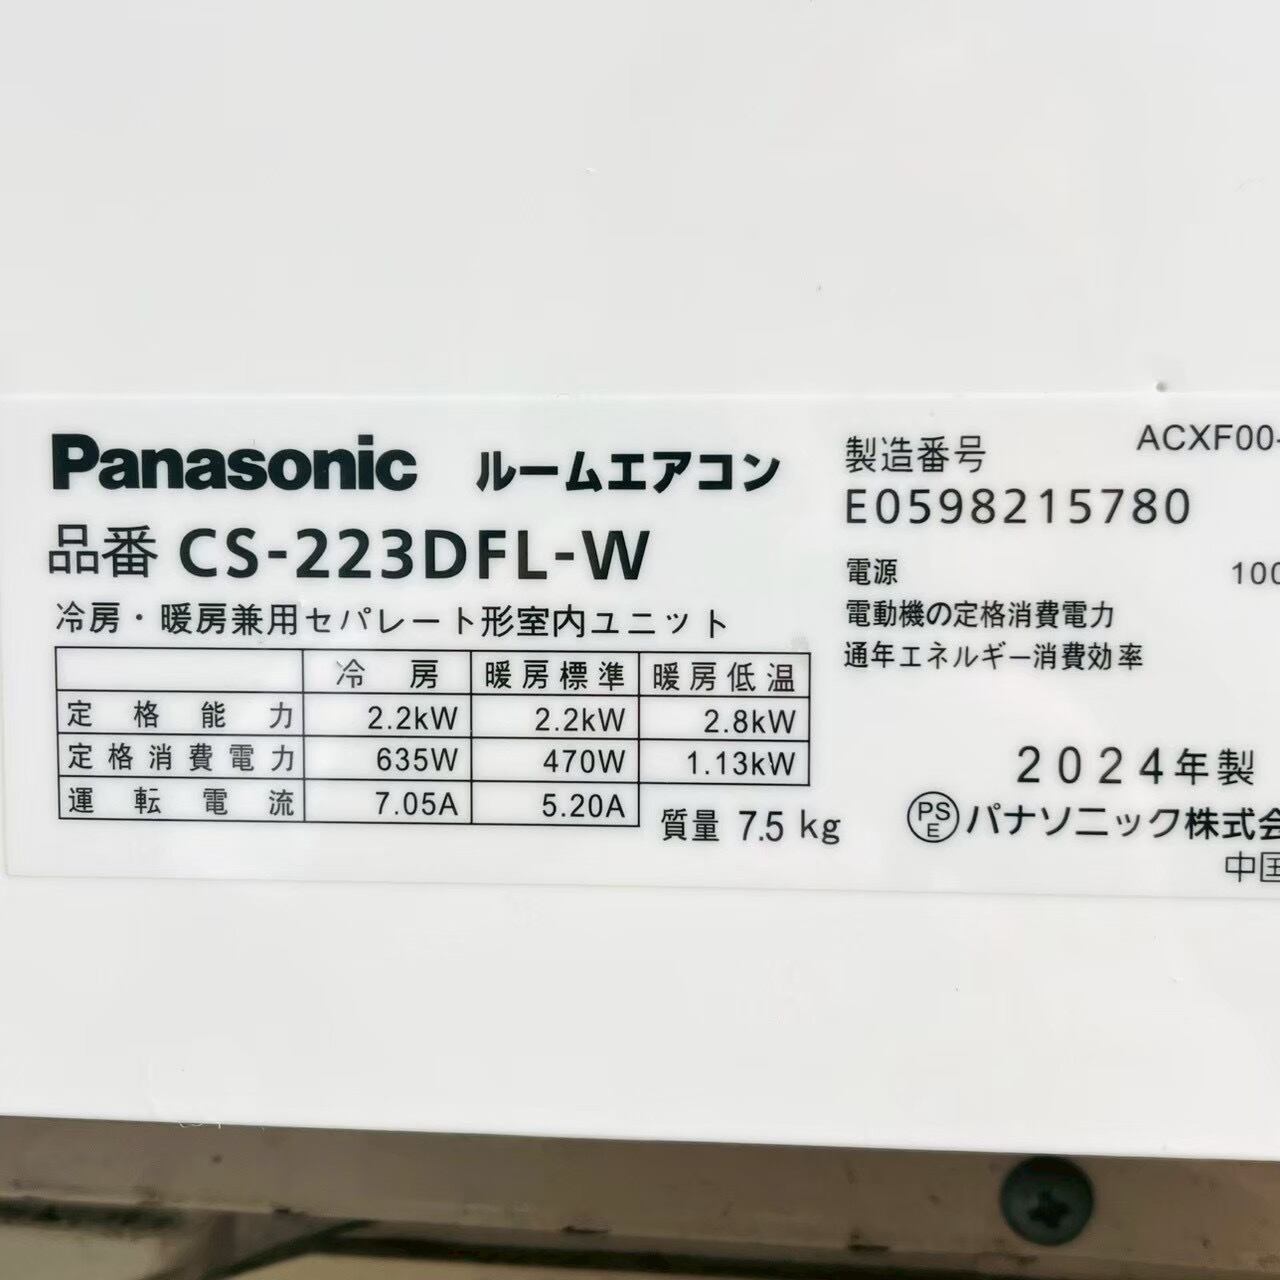 Panasonic ルームエアコン
品番 CS-223DFL-W
冷房・暖房兼用セパレート形室内ユニット
冷房 暖房標準 暖房低温
定格能力 2.2kW 2.2kW 2.8kW
定格消費電力 635W 470W 1.13kW
運転電流 7.05A 5.20A
質量 7.5 kg
製造番号 ACXF00-
E0598215780
電源 100
電動機の定格消費電力
通年エネルギー消費効率
2024年製
PSE パナソニック株式会
中国